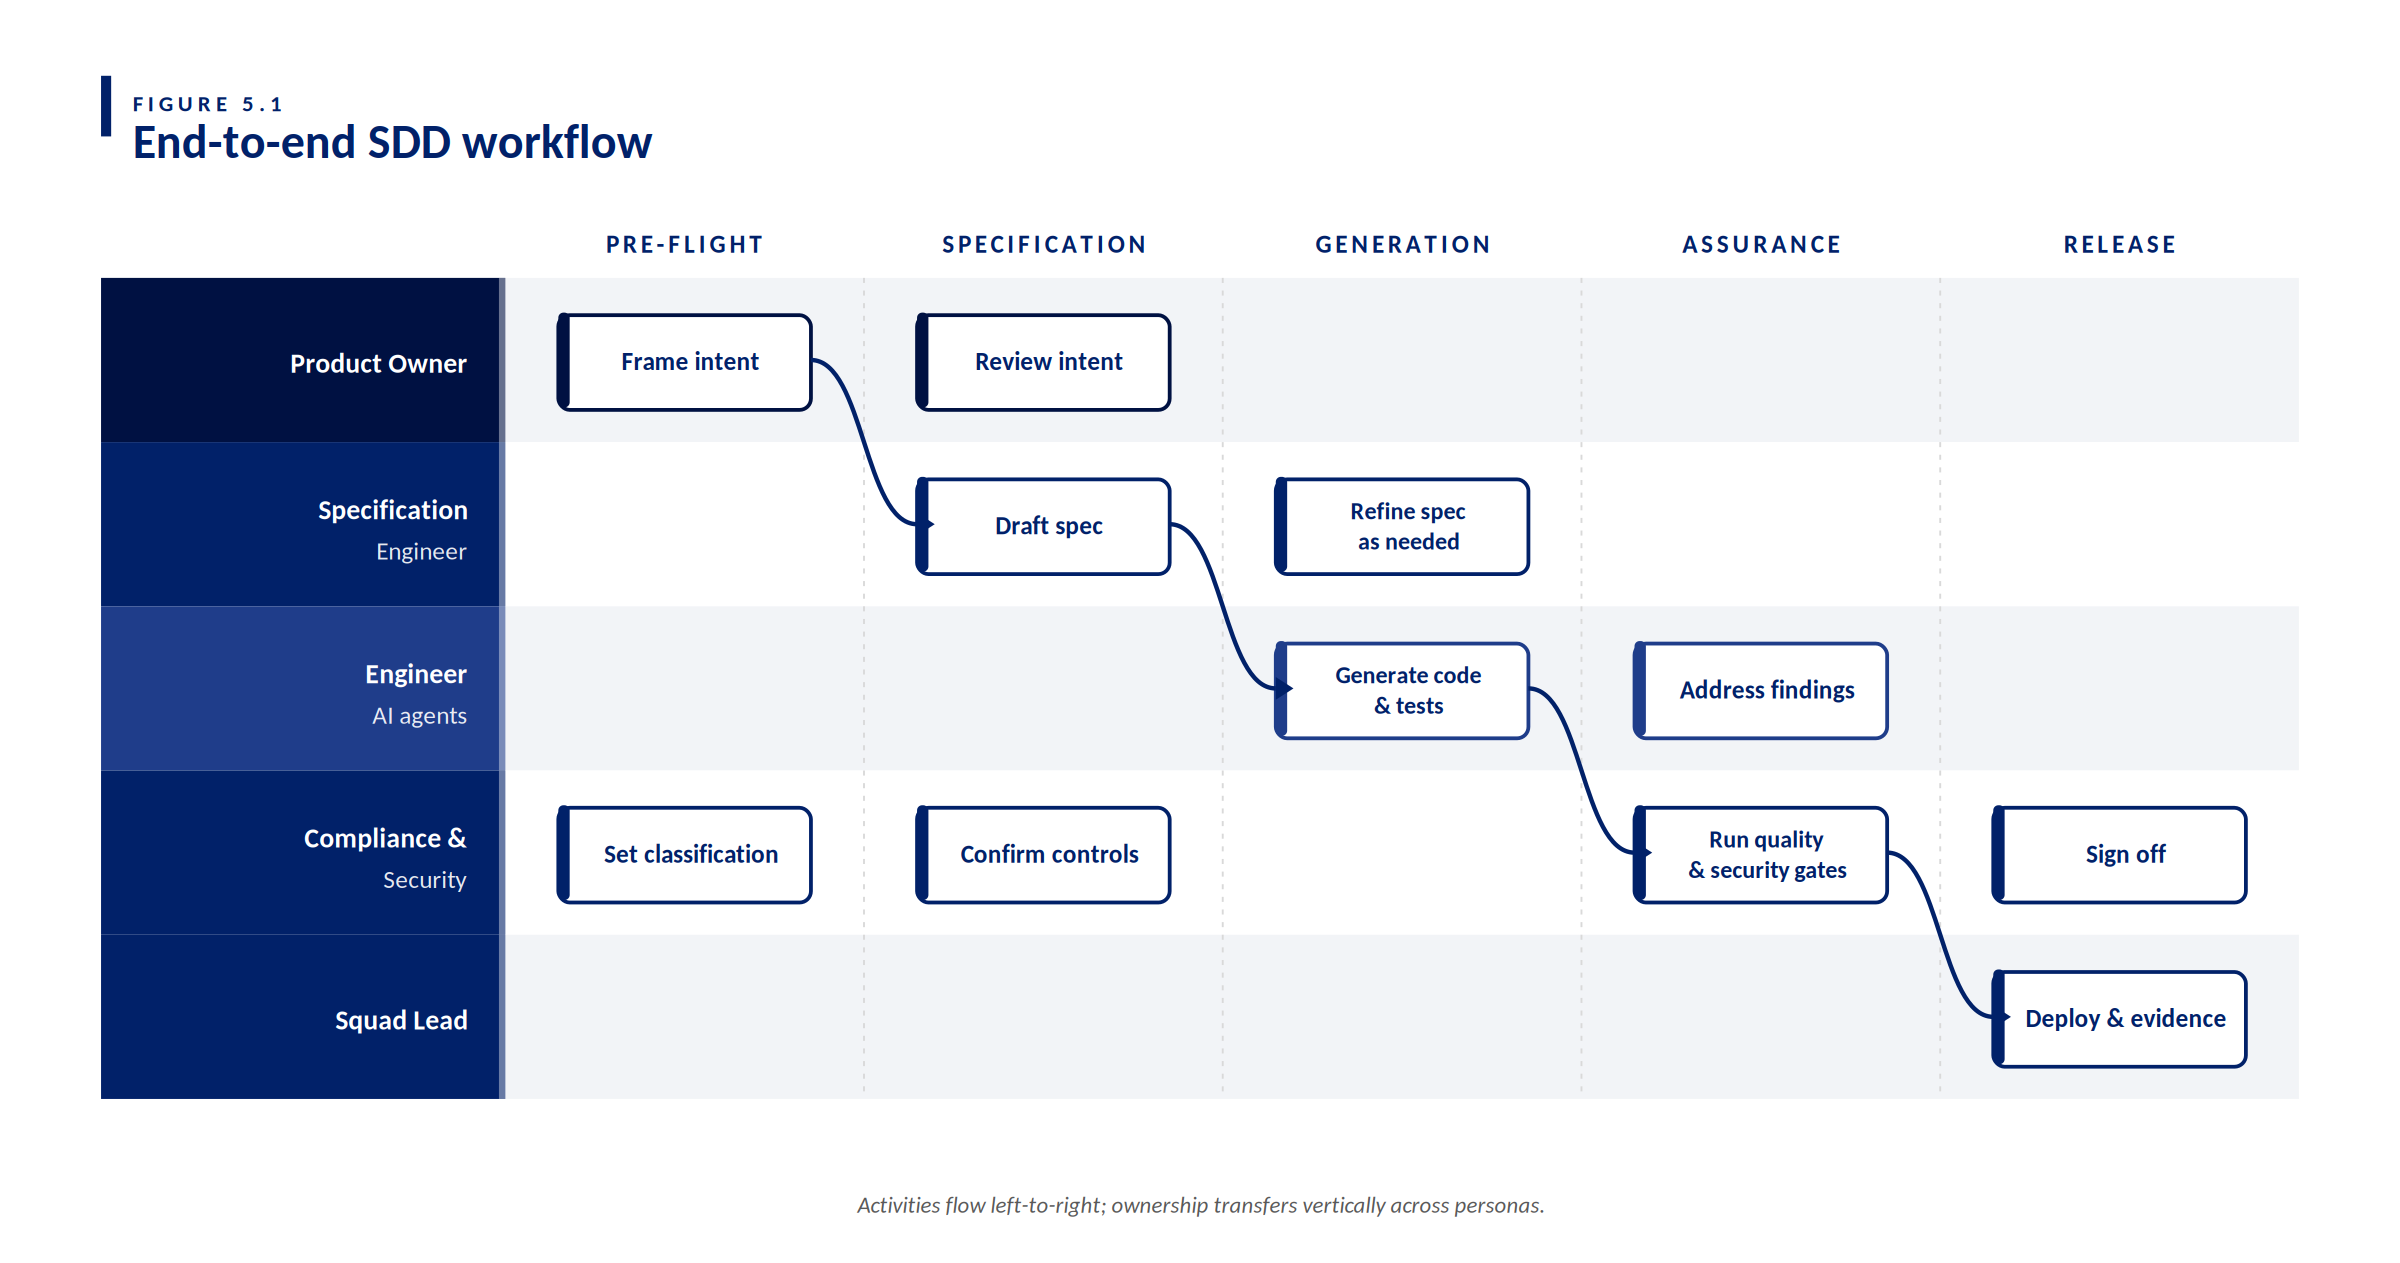 FIGURE 5.1
End-to-end SDD workflow
PRE-FLIGHT
SPECIFICATION
GENERATION
ASSURANCE
RELEASE
Product Owner
Frame intent
Review intent
Specification
Engineer
Draft spec
Refine spec
as needed
Engineer
AI agents
Generate code
& tests
Address findings
Compliance &
Security
Set classification
Confirm controls
Run quality
& security gates
Sign off
Squad Lead
Deploy & evidence
Activities flow left-to-right; ownership transfers vertically across personas.